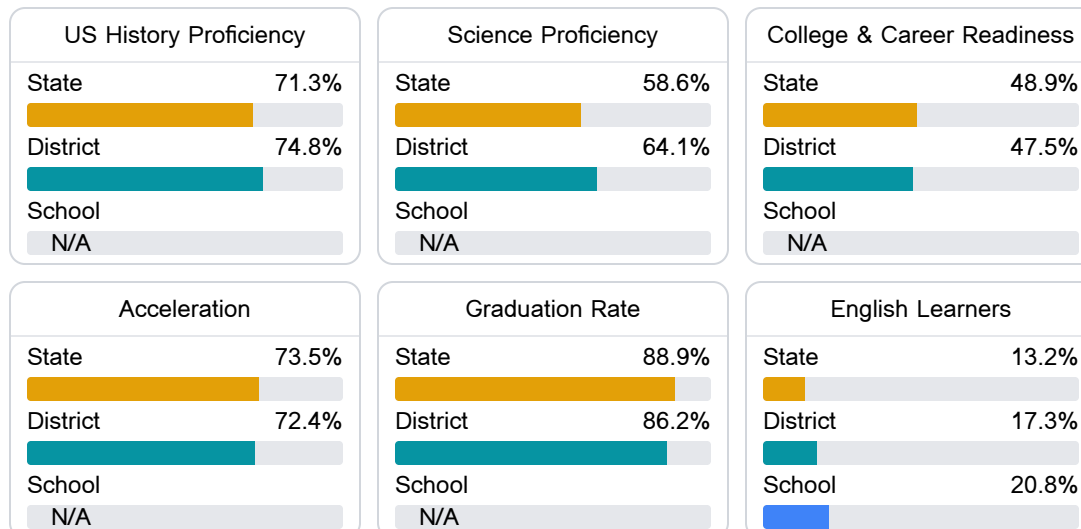 US History Proficiency
State 71.3%
District 74.8%
School
N/A
Science Proficiency
State 58.6%
District 64.1%
School
N/A
College & Career Readiness
State 48.9%
District 47.5%
School
N/A
Acceleration
State 73.5%
District 72.4%
School
N/A
Graduation Rate
State 88.9%
District 86.2%
School
N/A
English Learners
State 13.2%
District 17.3%
School 20.8%